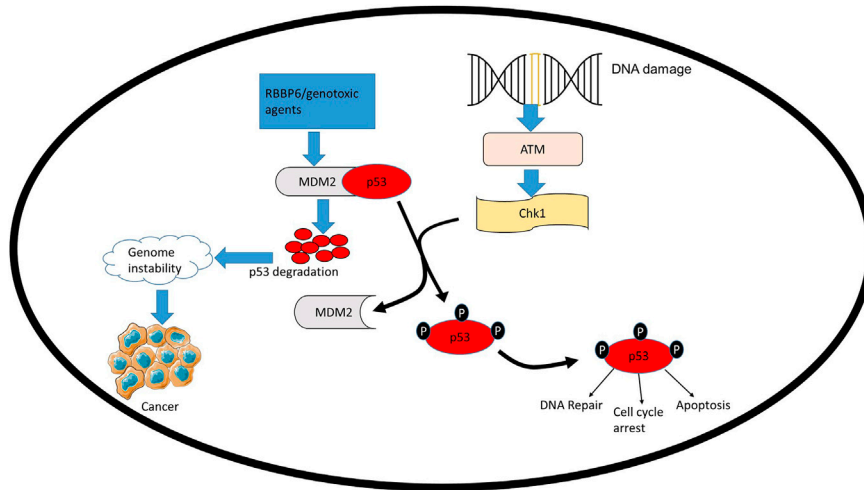 DNA damage
RBBP6/genotoxic
agents
ATM
MDM2
p53
Chk1
Genome
instability
p53 degradation
MDM2
P
P
P
p53
P
P
P
p53
DNA Repair
Cell cycle
arrest
Apoptosis
Cancer